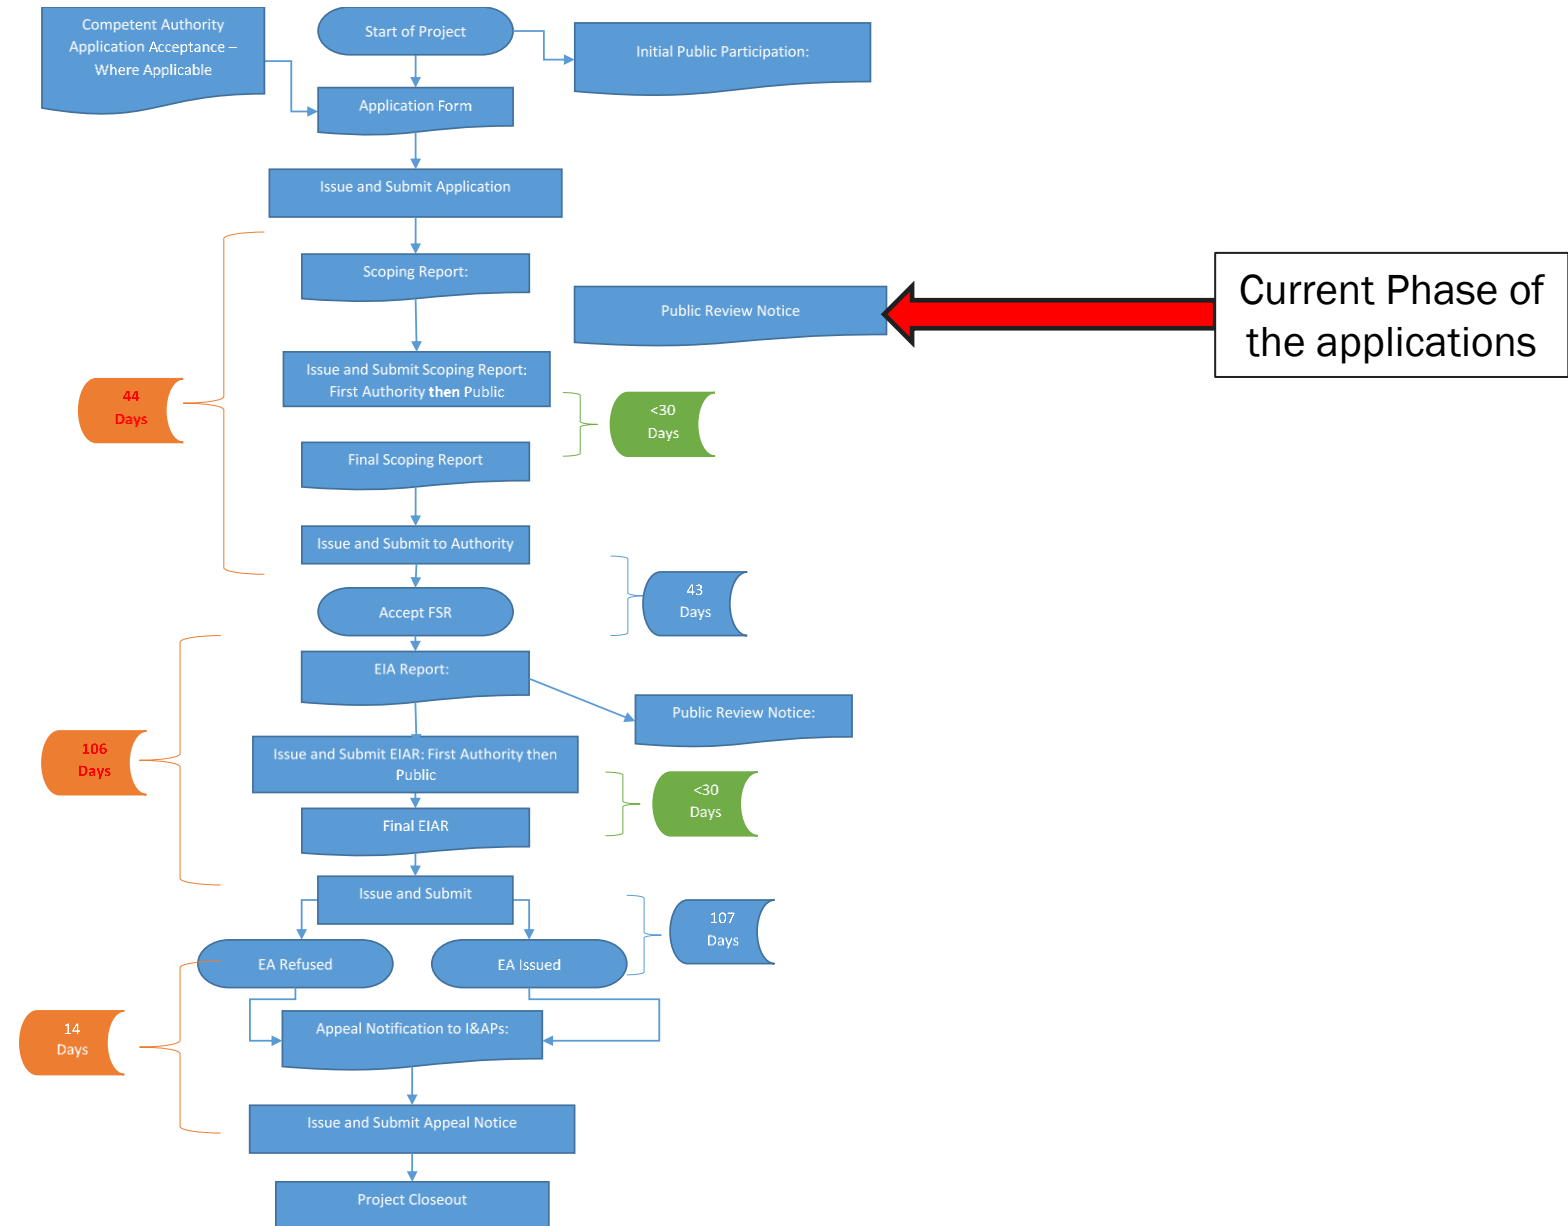 Competent Authority
Application Acceptance –
Where Applicable
Start of Project
Initial Public Participation:
Application Form
Issue and Submit Application
Scoping Report:
Public Review Notice
Current Phase of
the applications
Issue and Submit Scoping Report:
First Authority then Public
44
Days
<30
Days
Final Scoping Report
Issue and Submit to Authority
43
Days
Accept FSR
EIA Report:
Public Review Notice:
106
Days
Issue and Submit EIAR: First Authority then
Public
<30
Days
Final EIAR
Issue and Submit
107
Days
EA Refused
EA Issued
14
Days
Appeal Notification to I&APs:
Issue and Submit Appeal Notice
Project Closeout